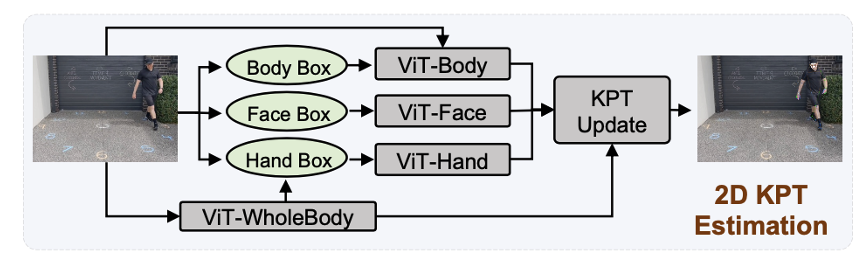 Body Box
ViT-Body
Face Box
ViT-Face
Hand Box
ViT-Hand
ViT-WholeBody
KPT
Update
2D KPT
Estimation